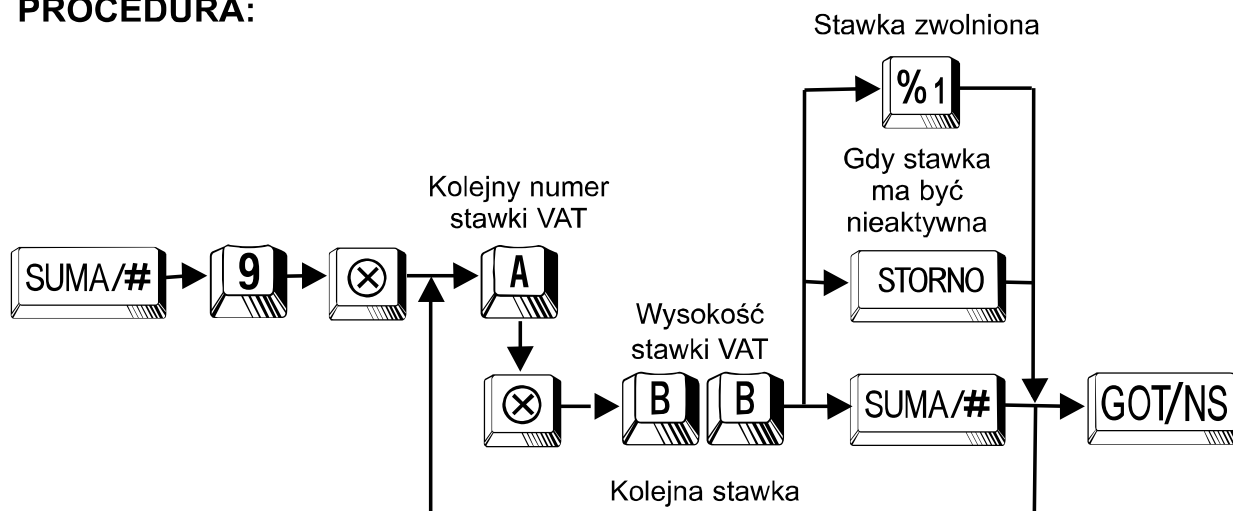 PROCEDURA:
Stawka zwolniona
%1
Gdy stawka
ma być
nieaktywna
Kolejny numer
stawki VAT
SUMA/#
9
⊗
A
STORNO
Wysokość
stawki VAT
⊗
B
B
SUMA/#
GOT/NS
Kolejna stawka